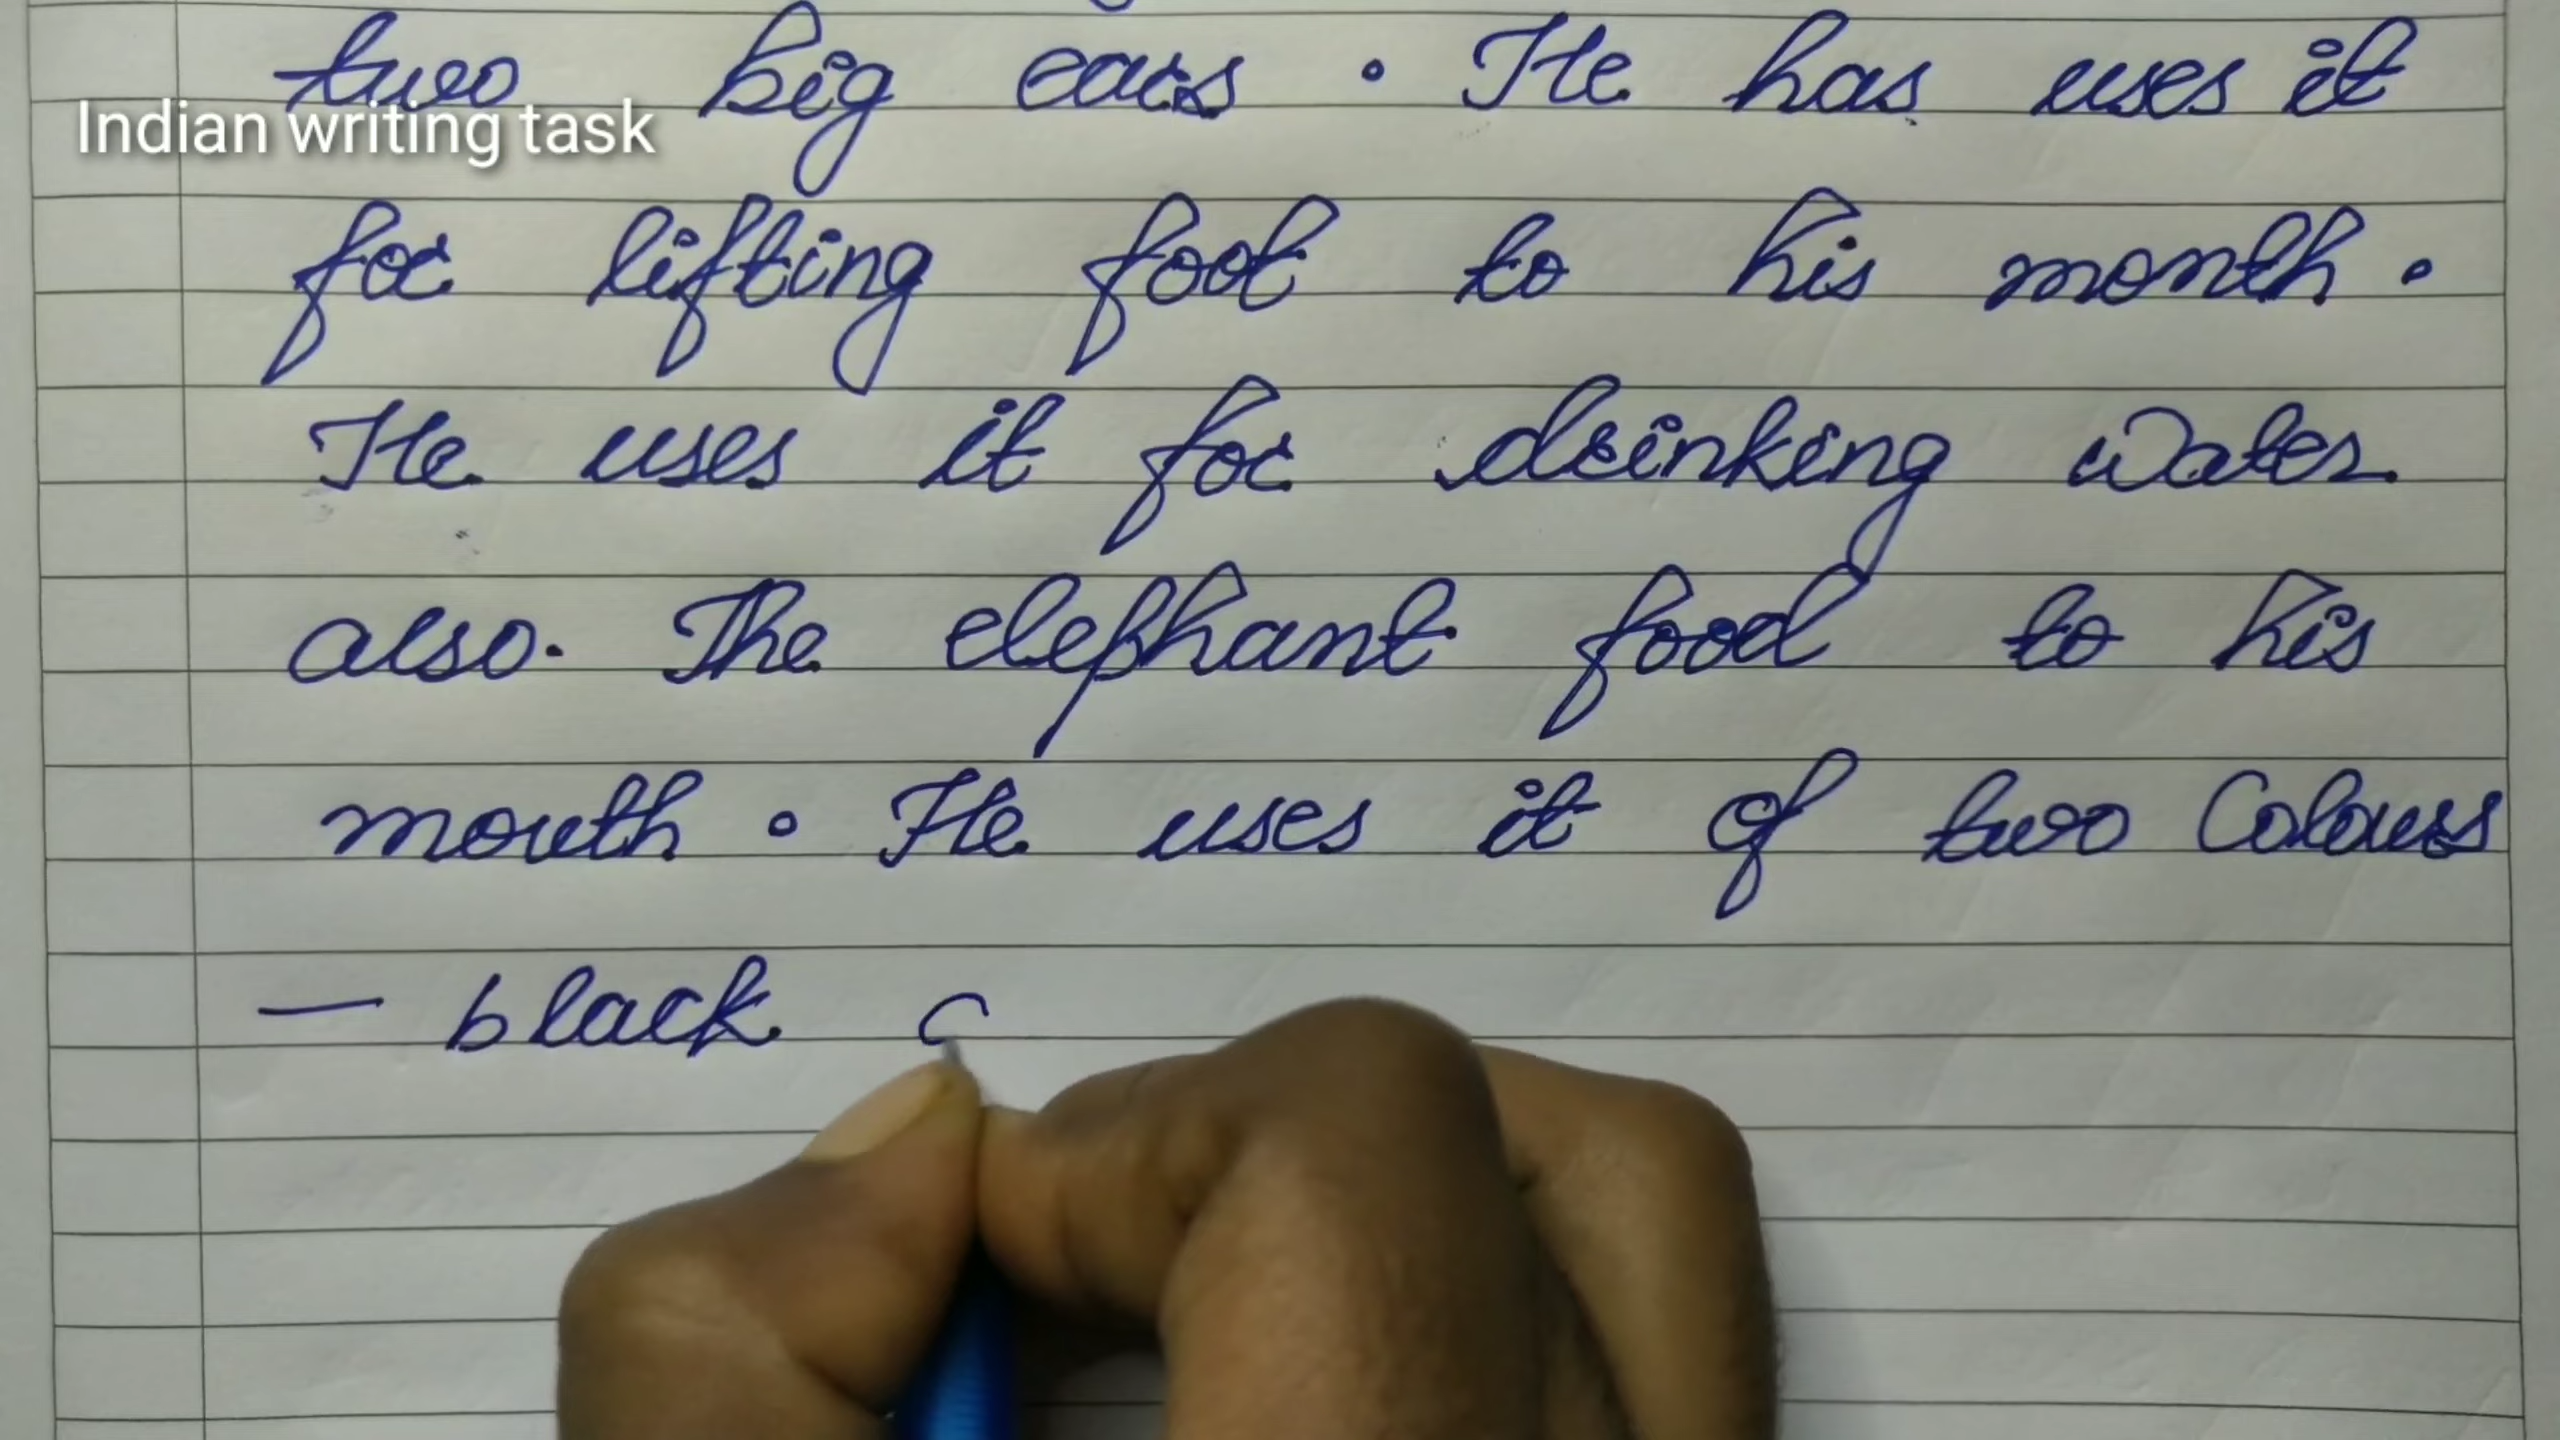 two big ears. He has uses it
Indian writing task
for lifting foot to his month.
He uses it for drinking water
also. The elephant food to his
mouth. He uses it of two Colours
— black